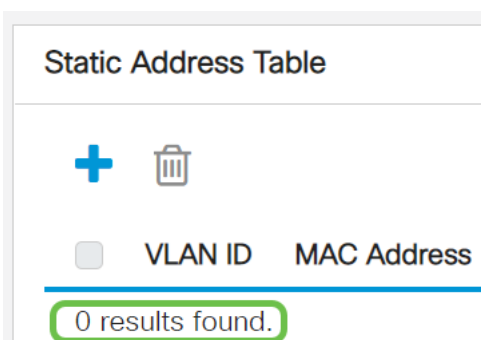 Static Address Table
VLAN ID MAC Address
0 results found.